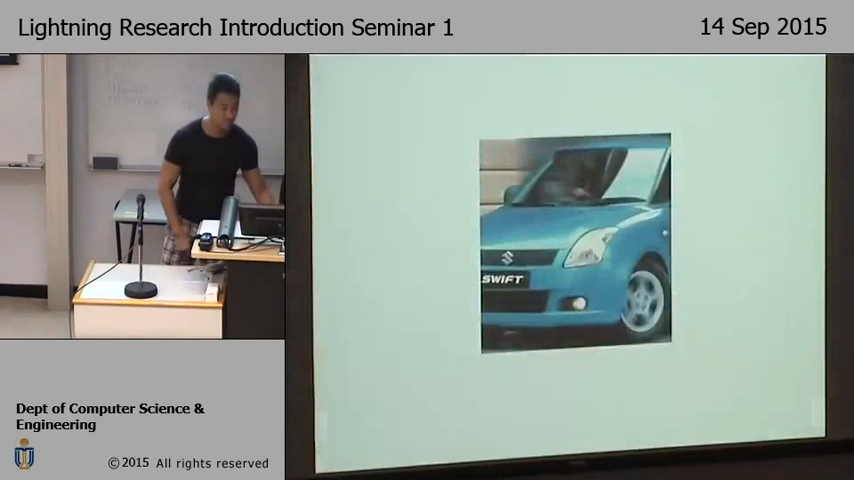 Lightning Research Introduction Seminar 1
14 Sep 2015
SWIFT
Dept of Computer Science &
Engineering
©2015 All rights reserved